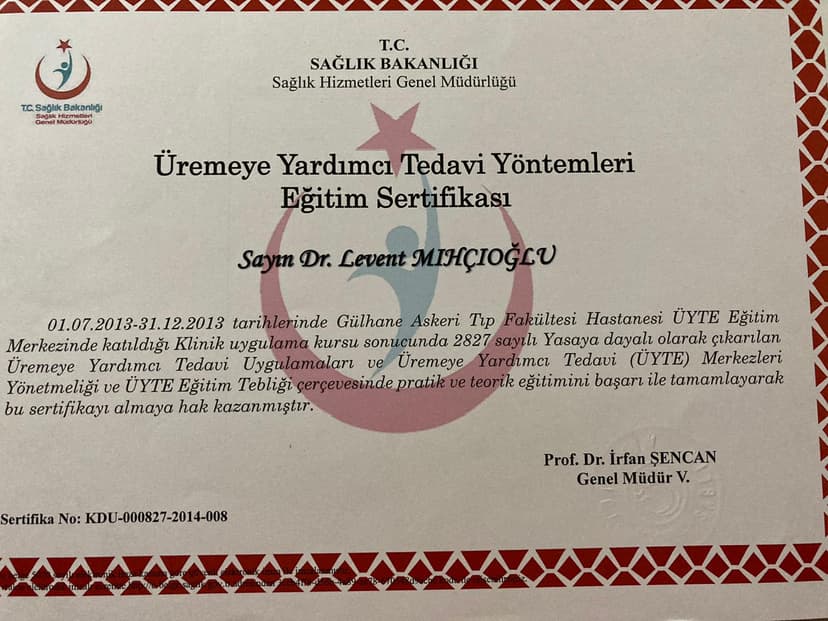 T.C.
SAĞLIK BAKANLIĞI
Sağlık Hizmetleri Genel Müdürlüğü
T.C. Sağlık Bakanlığı
Sağlık Hizmetleri
Genel Müdürlüğü
Üremeye Yardımcı Tedavi Yöntemleri
Eğitim Sertifikası
Sayın Dr. Levent MIHÇIOĞLU
01.07.2013-31.12.2013 tarihlerinde Gülhane Askeri Tıp Fakültesi Hastanesi ÜYTE Eğitim
Merkezinde katıldığı Klinik uygulama kursu sonucunda 2827 sayılı Yasaya dayalı olarak çıkarılan
Üremeye Yardımcı Tedavi Uygulamaları ve Üremeye Yardımcı Tedavi (ÜYTE) Merkezleri
Yönetmeliği ve ÜYTE Eğitim Tebliği çerçevesinde pratik ve teorik eğitimini başarı ile tamamlayarak
bu sertifikayı almaya hak kazanmıştır.
Prof. Dr. İrfan ŞENCAN
Genel Müdür V.
Sertifika No: KDU-000827-2014-008